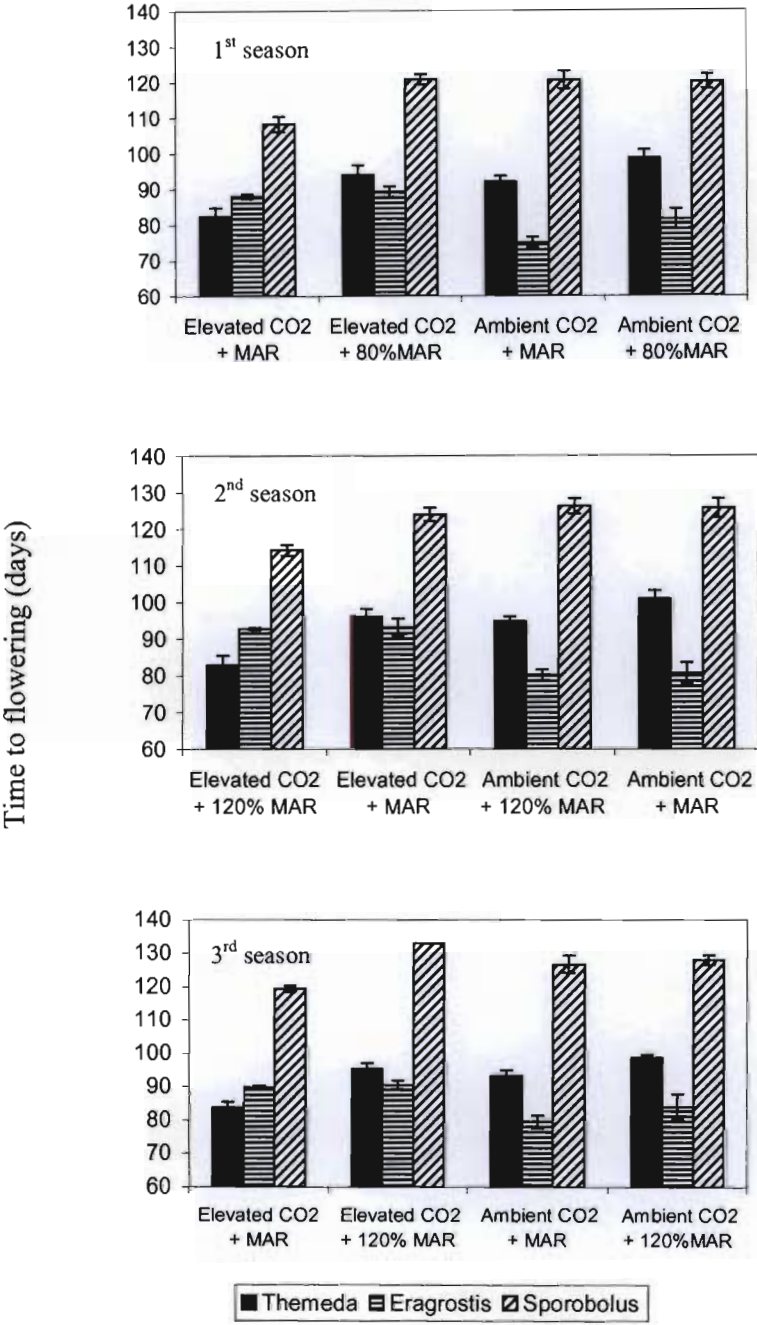 Time to flowering (days)
140
130
120
110
100
90
80
70
60
1st season
Elevated CO2 Elevated CO2 Ambient CO2 Ambient CO2
+ MAR + 80%MAR + MAR + 80%MAR
140
130
120
110
100
90
80
70
60
2nd season
Elevated CO2 Elevated CO2 Ambient CO2 Ambient CO2
+ 120% MAR + MAR + 120% MAR + MAR
140
130
120
110
100
90
80
70
60
3rd season
Elevated CO2 Elevated CO2 Ambient CO2 Ambient CO2
+ MAR + 120% MAR + MAR + 120%MAR
Themeda Eragrostis Sporobolus